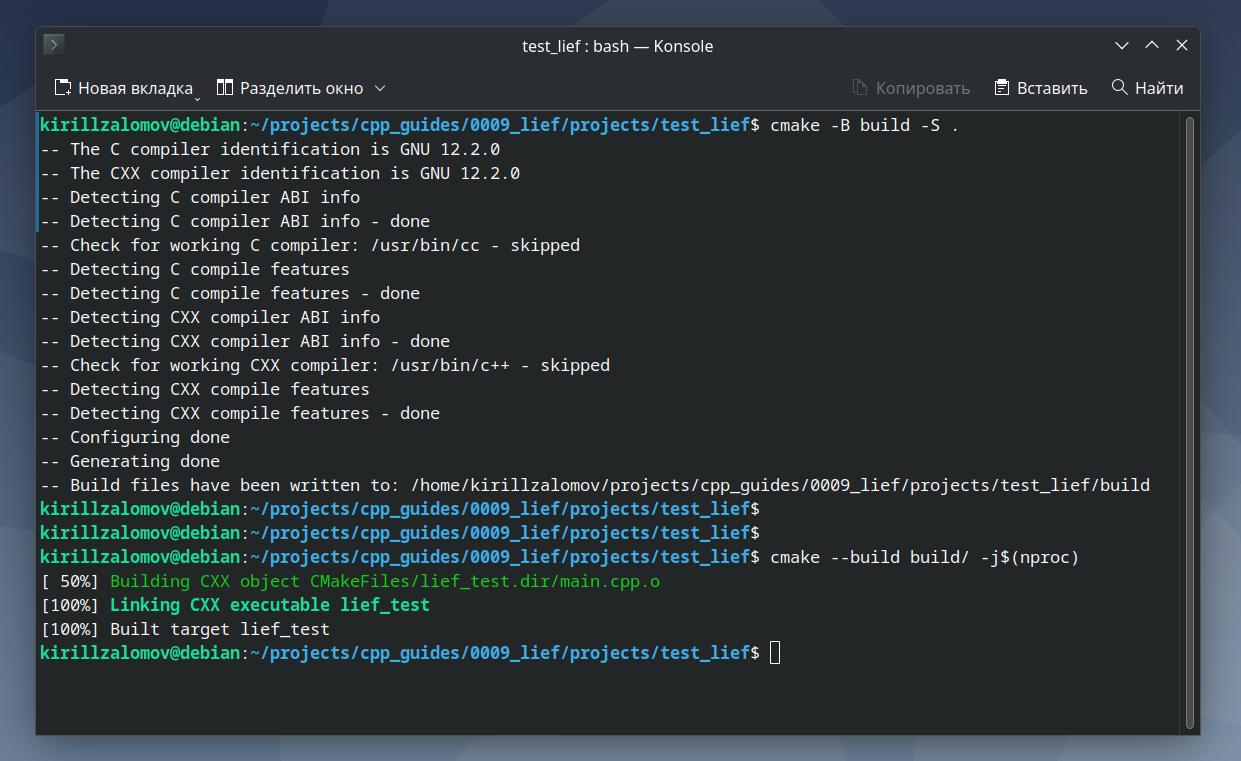 test_lief : bash — Konsole
Новая вкладка Разделить окно Копировать Вставить Найти
kirillzalomov@debian:~/projects/cpp_guides/0009_lief/projects/test_lief$ cmake -B build -S .
-- The C compiler identification is GNU 12.2.0
-- The CXX compiler identification is GNU 12.2.0
-- Detecting C compiler ABI info
-- Detecting C compiler ABI info - done
-- Check for working C compiler: /usr/bin/cc - skipped
-- Detecting C compile features
-- Detecting C compile features - done
-- Detecting CXX compiler ABI info
-- Detecting CXX compiler ABI info - done
-- Check for working CXX compiler: /usr/bin/c++ - skipped
-- Detecting CXX compile features
-- Detecting CXX compile features - done
-- Configuring done
-- Generating done
-- Build files have been written to: /home/kirillzalomov/projects/cpp_guides/0009_lief/projects/test_lief/build
kirillzalomov@debian:~/projects/cpp_guides/0009_lief/projects/test_lief$
kirillzalomov@debian:~/projects/cpp_guides/0009_lief/projects/test_lief$
kirillzalomov@debian:~/projects/cpp_guides/0009_lief/projects/test_lief$ cmake --build build/ -j$(nproc)
[ 50%] Building CXX object CMakeFiles/lief_test.dir/main.cpp.o
[100%] Linking CXX executable lief_test
[100%] Built target lief_test
kirillzalomov@debian:~/projects/cpp_guides/0009_lief/projects/test_lief$